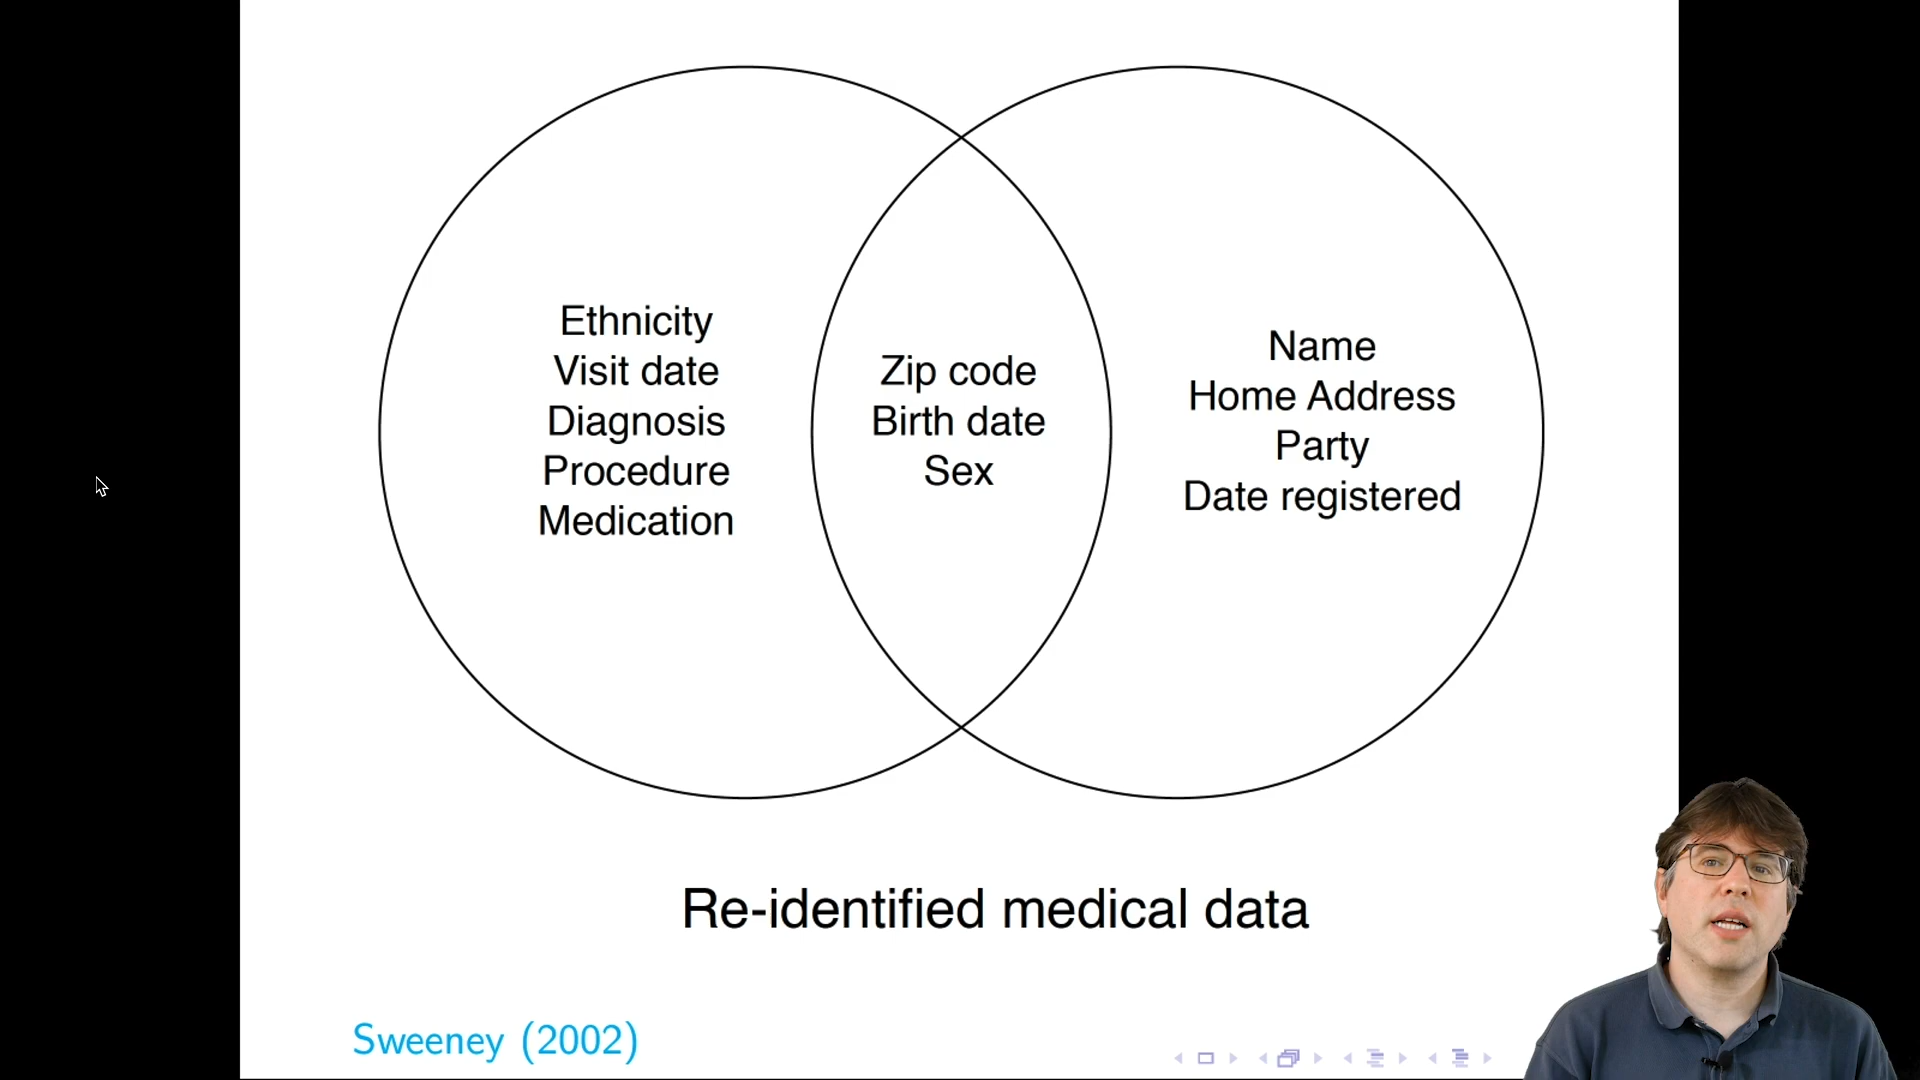 Ethnicity
Visit date
Diagnosis
Procedure
Medication
Zip code
Birth date
Sex
Name
Home Address
Party
Date registered
Re-identified medical data
Sweeney (2002)